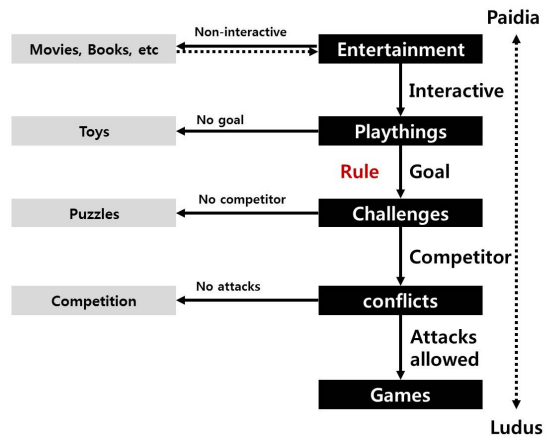 Paidia
Non-interactive
Movies, Books, etc
Entertainment
Interactive
No goal
Toys
Playthings
Rule
Goal
No competitor
Puzzles
Challenges
Competitor
No attacks
Competition
conflicts
Attacks
allowed
Games
Ludus